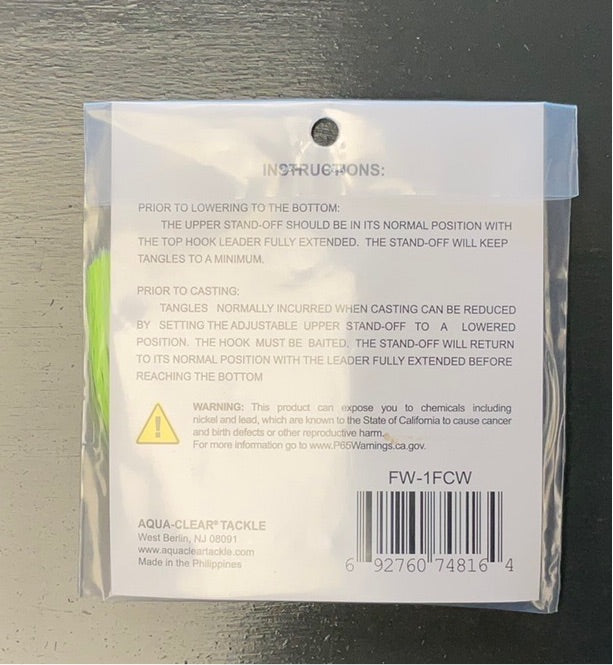 INSTRUCTIONS:
PRIOR TO LOWERING TO THE BOTTOM:
THE UPPER STAND-OFF SHOULD BE IN ITS NORMAL POSITION WITH
THE TOP HOOK LEADER FULLY EXTENDED. THE STAND-OFF WILL KEEP
TANGLES TO A MINIMUM.
PRIOR TO CASTING:
TANGLES NORMALLY INCURRED WHEN CASTING CAN BE REDUCED
BY SETTING THE ADJUSTABLE UPPER STAND-OFF TO A LOWERED
POSITION. THE HOOK MUST BE BAITED. THE STAND-OFF WILL RETURN
TO ITS NORMAL POSITION WITH THE LEADER FULLY EXTENDED BEFORE
REACHING THE BOTTOM
WARNING: This product can expose you to chemicals including
nickel and lead, which are known to the State of California to cause cancer
and birth defects or other reproductive harm.
For more information go to www.P65Warnings.ca.gov.
FW-1FCW
6 92760 74816 4
AQUA-CLEAR® TACKLE
West Berlin, NJ 08091
www.aquacleartackle.com
Made in the Philippines